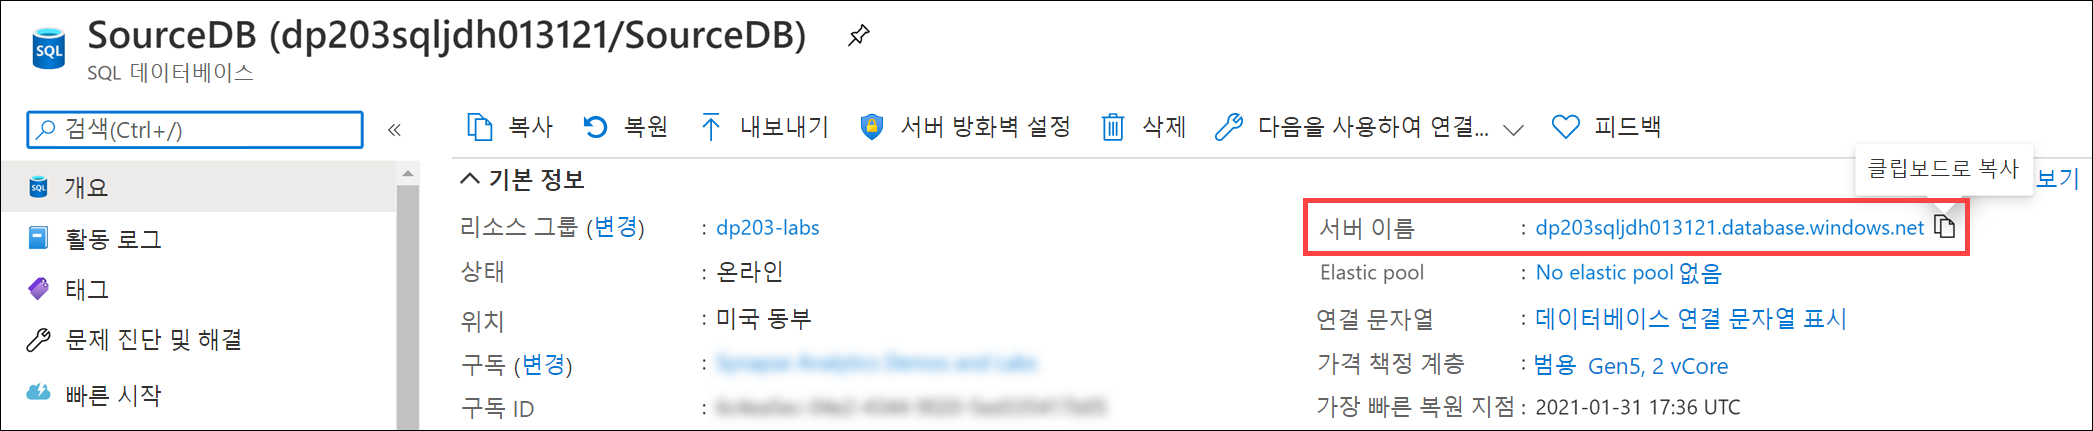 SourceDB (dp203sqljdh013121/SourceDB)
SQL
SQL 데이터베이스
검색(Ctrl+/)
«
복사
복원
내보내기
서버 방화벽 설정
삭제
다음을 사용하여 연결...
피드백
SQL 개요
활동 로그
태그
문제 진단 및 해결
빠른 시작
기본 정보
클립보드로 복사
보기
리소스 그룹 (변경) : dp203-labs
상태 : 온라인
위치 : 미국 동부
구독 (변경) :
구독 ID :
서버 이름 : dp203sqljdh013121.database.windows.net
Elastic pool : No elastic pool 없음
연결 문자열 : 데이터베이스 연결 문자열 표시
가격 책정 계층 : 범용 Gen5, 2 vCore
가장 빠른 복원 지점 : 2021-01-31 17:36 UTC